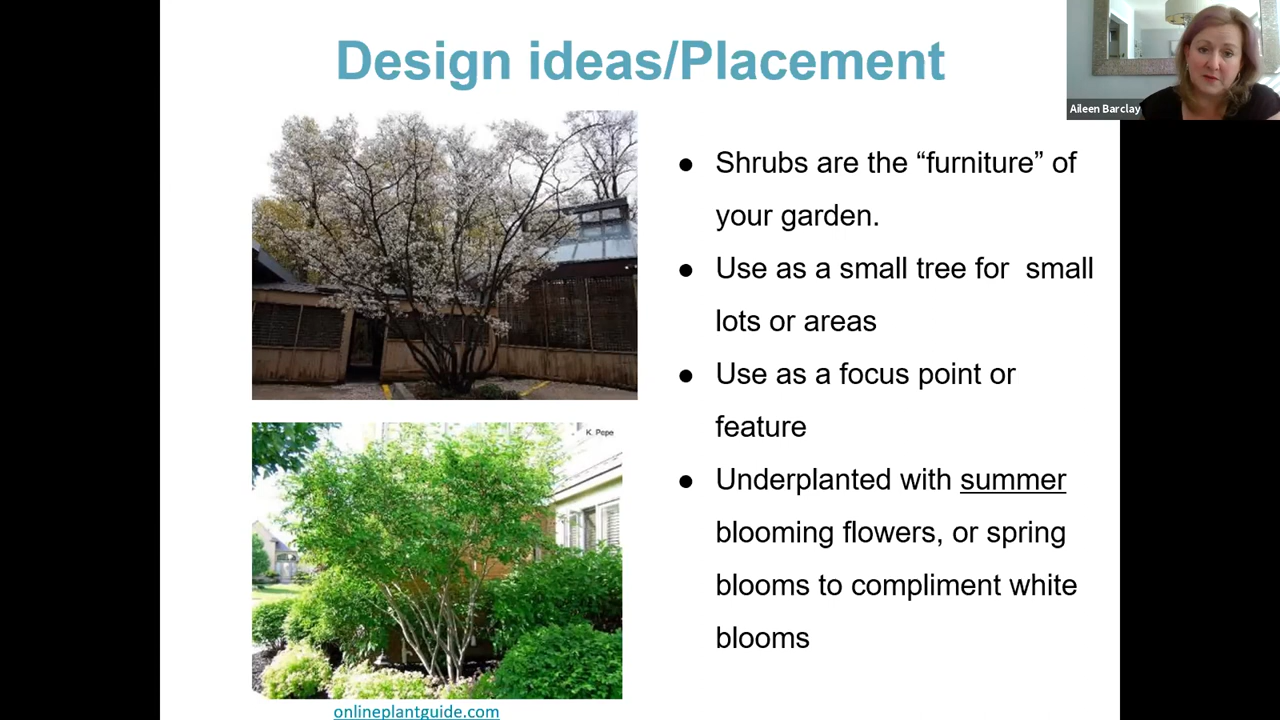 Design ideas/Placement
Aileen Barclay
● Shrubs are the “furniture” of
your garden.
● Use as a small tree for  small
lots or areas
● Use as a focus point or
feature
● Underplanted with summer
blooming flowers, or spring
blooms to compliment white
blooms
K. Pepe
onlineplantguide.com